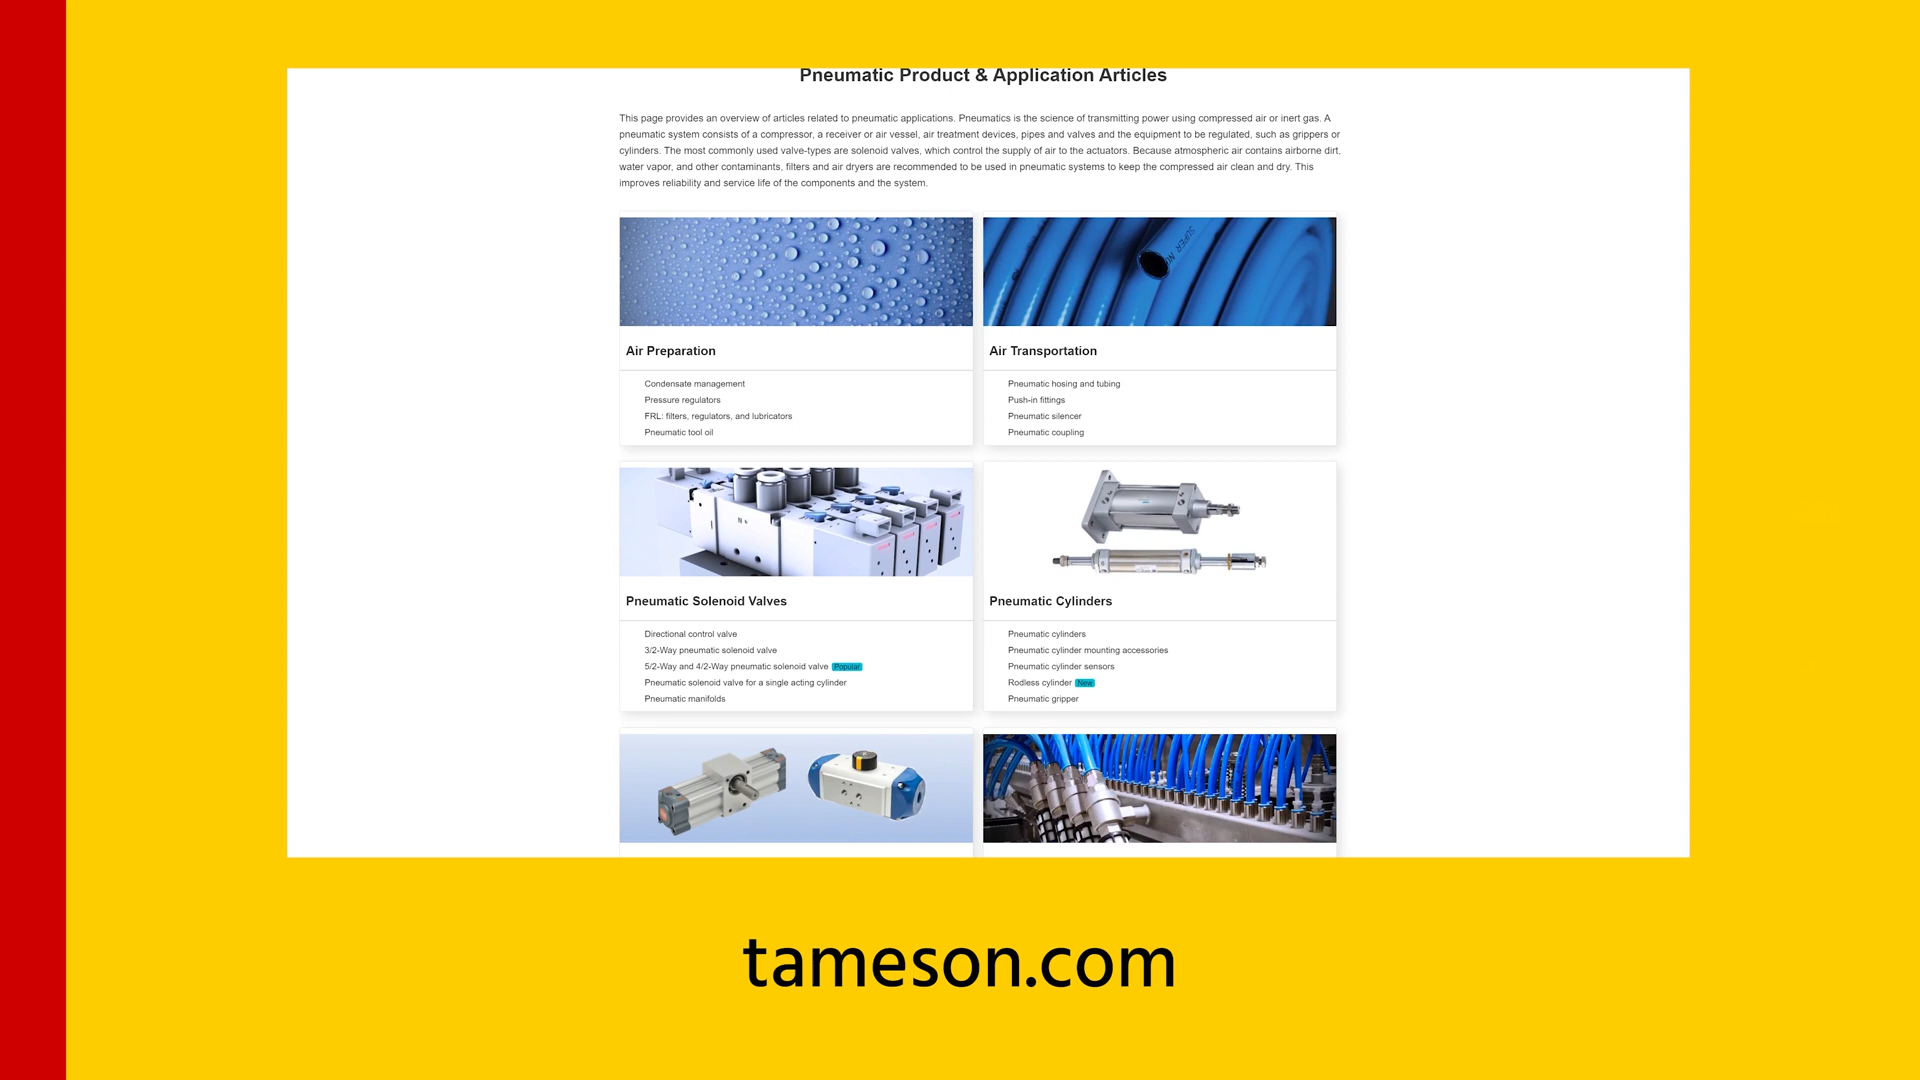 Pneumatic Product & Application Articles
This page provides an overview of articles related to pneumatic applications. Pneumatics is the science of transmitting power using compressed air or inert gas. A
pneumatic system consists of a compressor, a receiver or air vessel, air treatment devices, pipes and valves and the equipment to be regulated, such as grippers or
cylinders. The most commonly used valve-types are solenoid valves, which control the supply of air to the actuators. Because atmospheric air contains airborne dirt,
water vapor, and other contaminants, filters and air dryers are recommended to be used in pneumatic systems to keep the compressed air clean and dry. This
improves reliability and service life of the components and the system.
SUPER
Air Preparation
Condensate management
Pressure regulators
FRL: filters, regulators, and lubricators
Pneumatic tool oil
Air Transportation
Pneumatic hosing and tubing
Push-in fittings
Pneumatic silencer
Pneumatic coupling
Pneumatic Solenoid Valves
Directional control valve
3/2-Way pneumatic solenoid valve
5/2-Way and 4/2-Way pneumatic solenoid valve Popular
Pneumatic solenoid valve for a single acting cylinder
Pneumatic manifolds
Pneumatic Cylinders
Pneumatic cylinders
Pneumatic cylinder mounting accessories
Pneumatic cylinder sensors
Rodless cylinder New
Pneumatic gripper
tameson.com